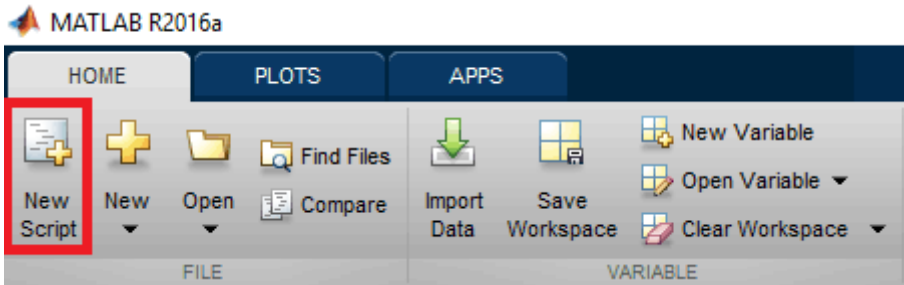 MATLAB R2016a
HOME PLOTS APPS
New Script
New
Open
Find Files
Compare
Import Data
Save Workspace
New Variable
Open Variable
Clear Workspace
FILE VARIABLE